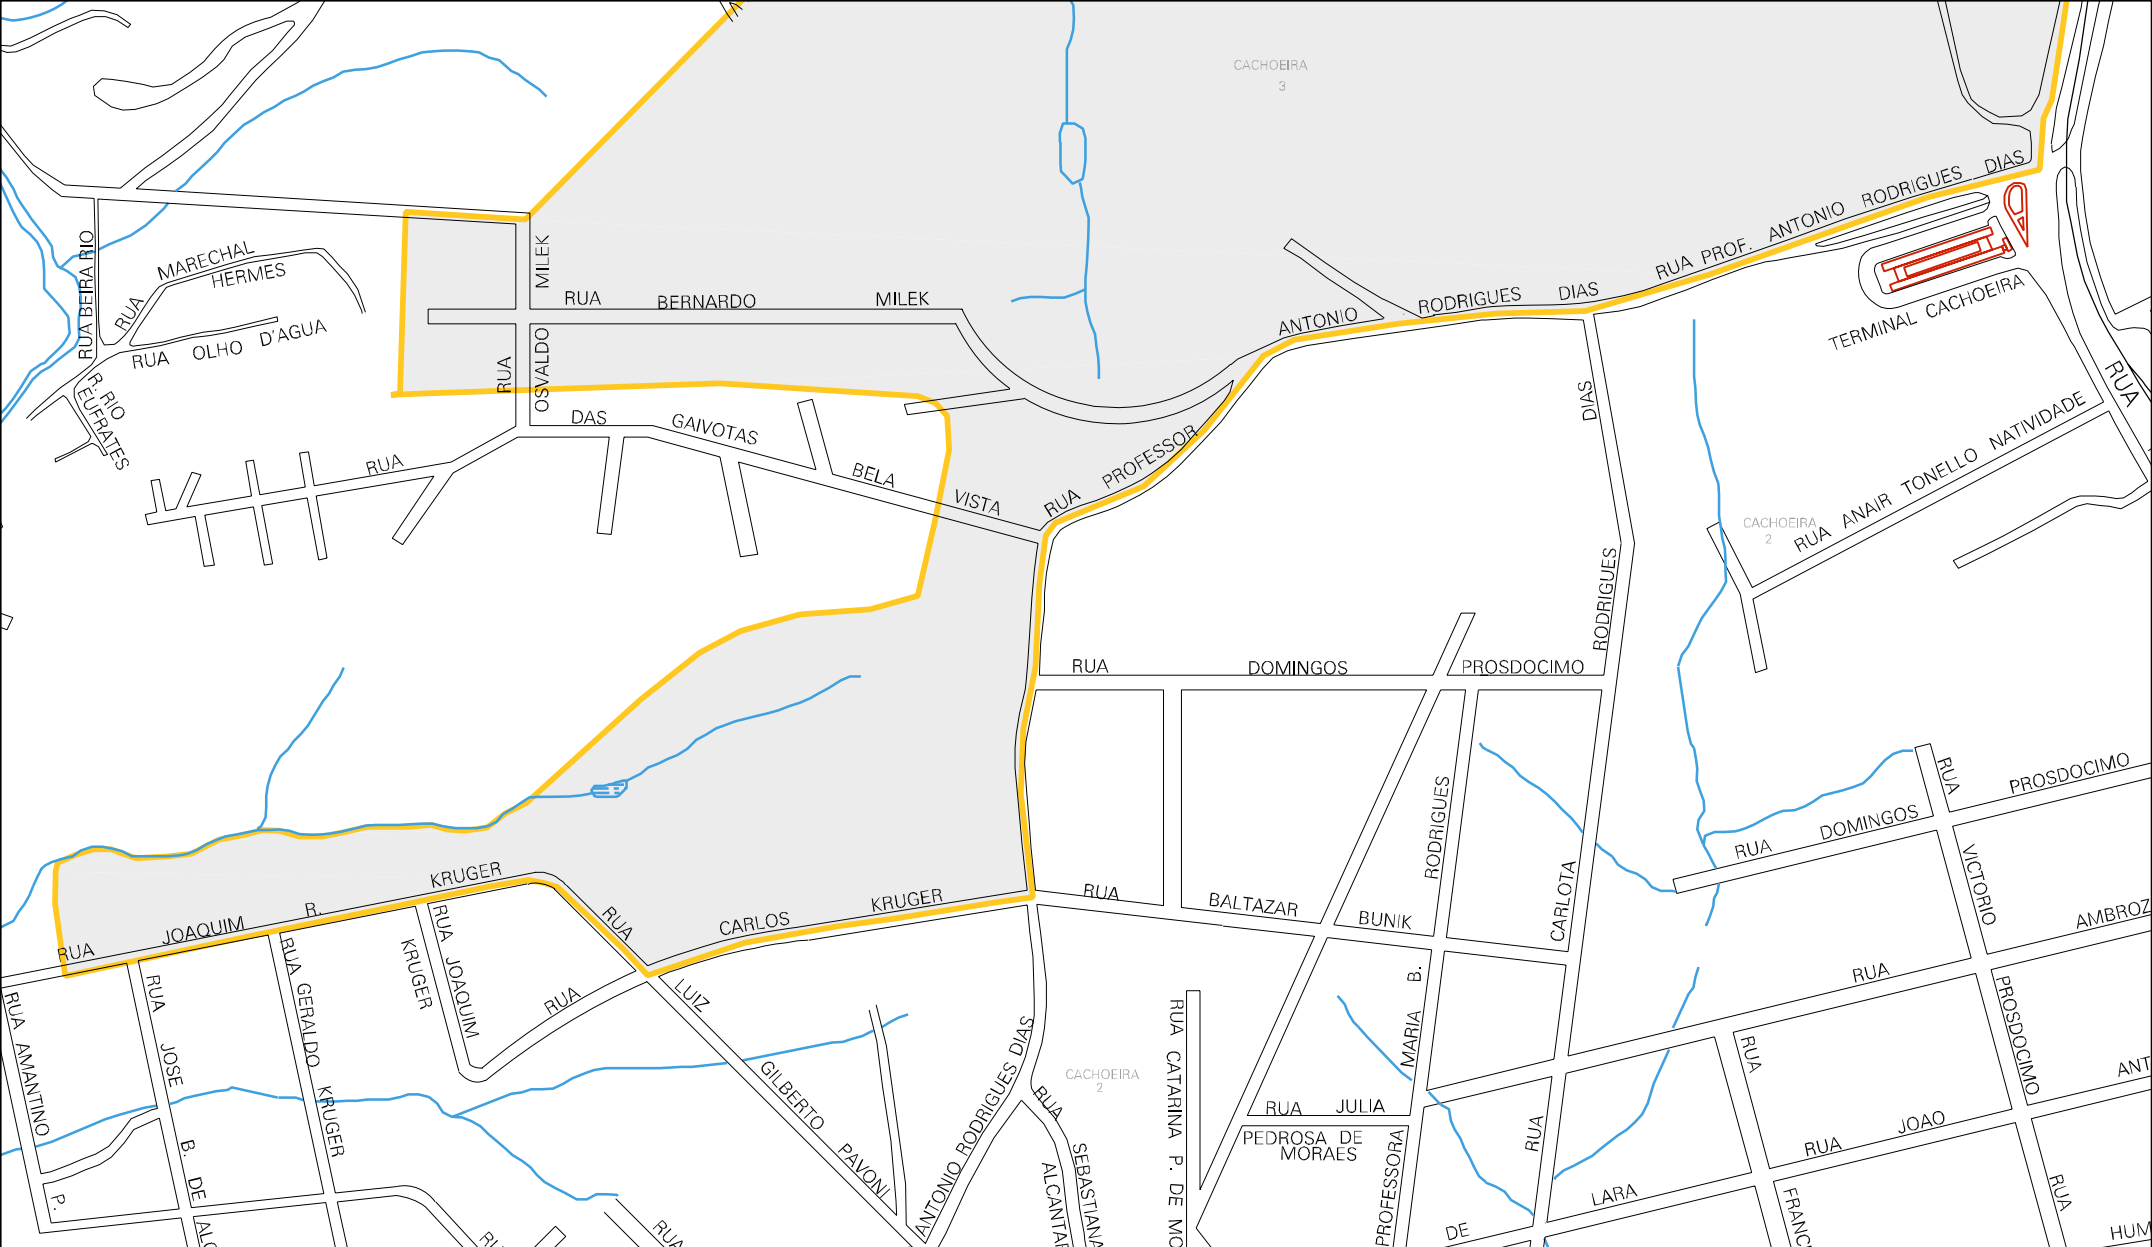 CACHOEIRA
3
RUA BEIRA RIO
MARECHAL
HERMES
RUA
RUA OLHO D'AGUA
R. RIO
EUFRATES
MILEK
OSVALDO
RUA
RUA BERNARDO MILEK
DAS GAIVOTAS
RUA
BELA VISTA
RUA PROFESSOR
ANTONIO RODRIGUES DIAS
RUA PROF. ANTONIO RODRIGUES DIAS
TERMINAL CACHOEIRA
RUA
RUA ANAIR TONELLO NATIVIDADE
CACHOEIRA
2
DIAS
RODRIGUES
CARLOTA
RUA
RUA DOMINGOS PROSDOCIMO
RODRIGUES
MARIA B.
PROFESSORA
RUA DOMINGOS PROSDOCIMO
RUA
VICTORIO
PROSDOCIMO
RUA BALTAZAR BUNIK
RUA JOAQUIM R. KRUGER
RUA CARLOS KRUGER
RUA
LUIZ
GILBERTO
PAVONI
RUA JOAQUIM
KRUGER
RUA GERALDO KRUGER
RUA JOSE B. DE
RUA AMANTINO P.
ANTONIO RODRIGUES DIAS
CACHOEIRA
2
RUA SEBASTIANA
RUA CATARINA P. DE MO
RUA JULIA
PEDROSA DE
MORAES
RUA AMBROZ
RUA JOAO ANT
RUA
FRANC
DE LARA
RUA
RUA
HUM